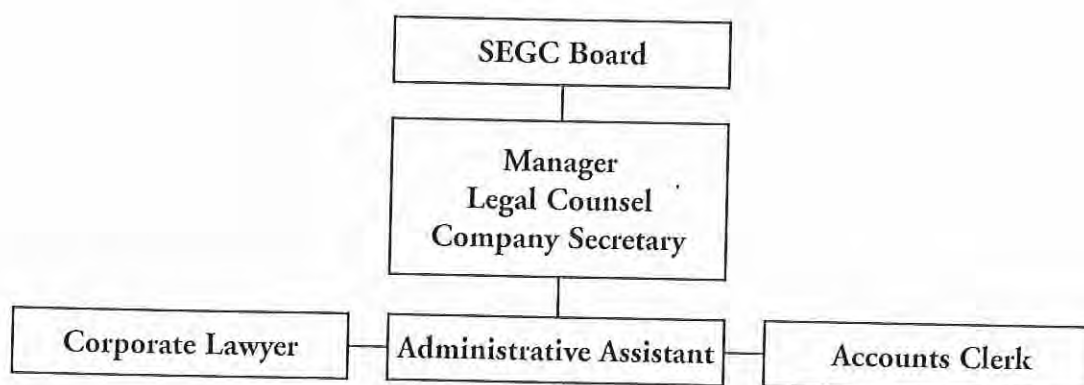 SEGC Board
Manager
Legal Counsel
Company Secretary
Corporate Lawyer
Administrative Assistant
Accounts Clerk